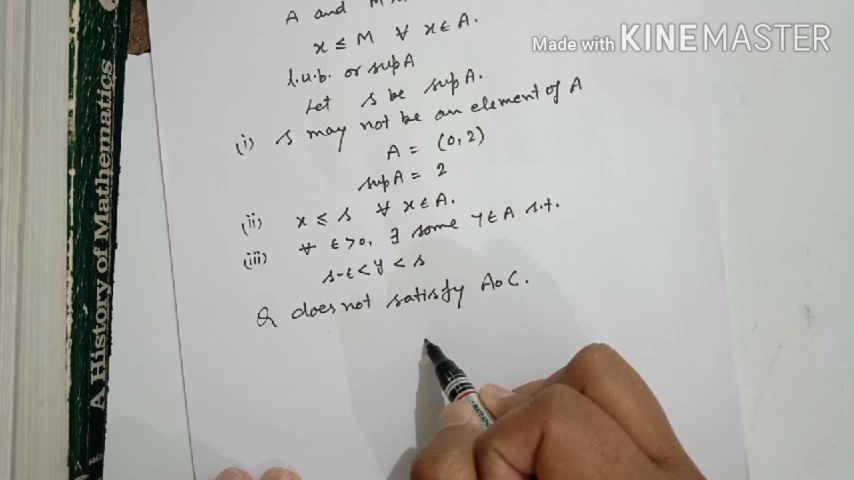 A and
x ≤ M ∀ x ∈ A.
l.u.b. or sup A
Let s be sup A.
(i) s may not be an element of A
A = (0, 2)
sup A = 2
(ii) x ≤ s ∀ x ∈ A.
(iii) ∀ ϵ > 0, ∃ some y ∈ A s.t.
s-ϵ < y < s
Q does not satisfy AoC.
Made with KINEMASTER
A History of Mathematics